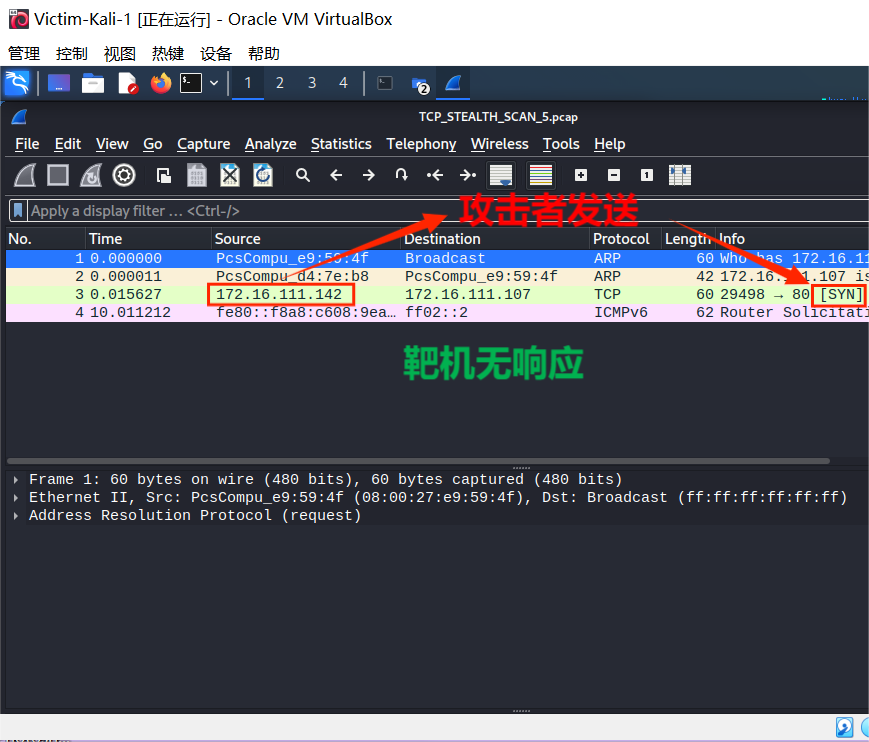 Victim-Kali-1 [正在运行] - Oracle VM VirtualBox
管理 控制 视图 热键 设备 帮助
1 2 3 4 2
TCP_STEALTH_SCAN_5.pcap
File Edit View Go Capture Analyze Statistics Telephony Wireless Tools Help
Apply a display filter … <Ctrl-/>
攻击者发送
No. Time Source Destination Protocol Length Info
1 0.000000 PcsCompu_e9:59:4f Broadcast ARP 60 Who has 172.16.11
2 0.000011 PcsCompu_d4:7e:b8 PcsCompu_e9:59:4f ARP 42 172.16. 1.107 is
3 0.015627 172.16.111.142 172.16.111.107 TCP 60 29498 → 80 [SYN]
4 10.011212 fe80::f8a8:c608:9ea… ff02::2 ICMPv6 62 Router Solicitati
靶机无响应
Frame 1: 60 bytes on wire (480 bits), 60 bytes captured (480 bits)
Ethernet II, Src: PcsCompu_e9:59:4f (08:00:27:e9:59:4f), Dst: Broadcast (ff:ff:ff:ff:ff:ff)
Address Resolution Protocol (request)